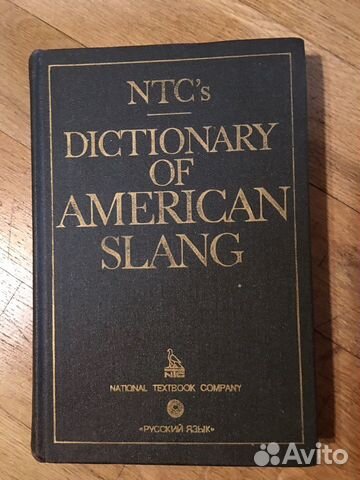 NTC's
DICTIONARY
OF
AMERICAN
SLANG
NTC
NATIONAL TEXTBOOK COMPANY
«РУССКИЙ ЯЗЫК»
Avito